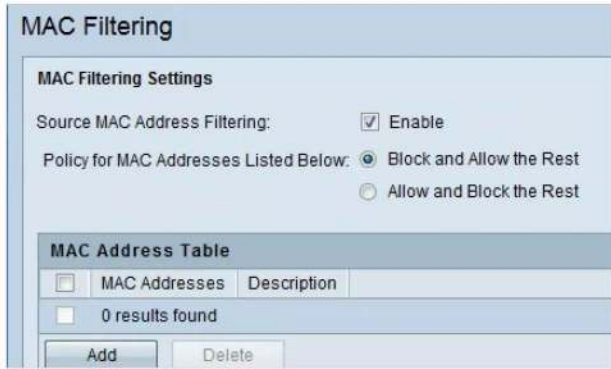 MAC Filtering
MAC Filtering Settings
Source MAC Address Filtering: Enable
Policy for MAC Addresses Listed Below: Block and Allow the Rest
Allow and Block the Rest
MAC Address Table
MAC Addresses Description
0 results found
Add Delete